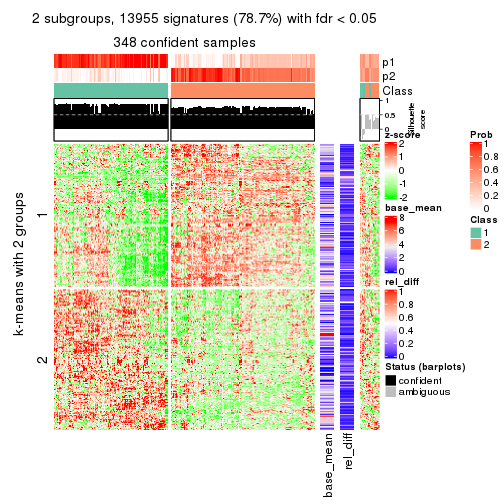 2 subgroups, 13955 signatures (78.7%) with fdr < 0.05
348 confident samples
p1
p2
Class
1
0.5
0
Silhouette
score
k-means with 2 groups
1
2
base_mean
rel_diff
z-score
2
1
0
-1
-2
base_mean
8
6
4
2
0
rel_diff
1
0.8
0.6
0.4
0.2
0
Status (barplots)
confident
ambiguous
Prob
1
0.8
0.6
0.4
0.2
0
Class
1
2